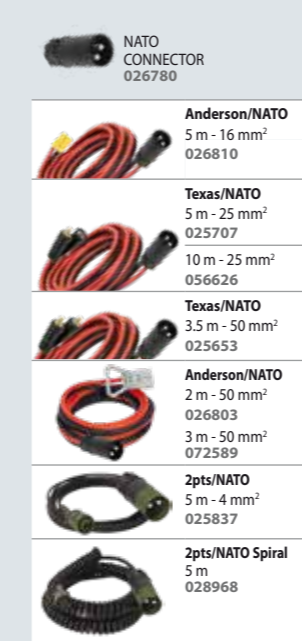 NATO
CONNECTOR
026780
Anderson/NATO
5 m - 16 mm²
026810
Texas/NATO
5 m - 25 mm²
025707
10 m - 25 mm²
056626
Texas/NATO
3.5 m - 50 mm²
025653
Anderson/NATO
2 m - 50 mm²
026803
3 m - 50 mm²
072589
2pts/NATO
5 m - 4 mm²
025837
2pts/NATO Spiral
5 m
028968